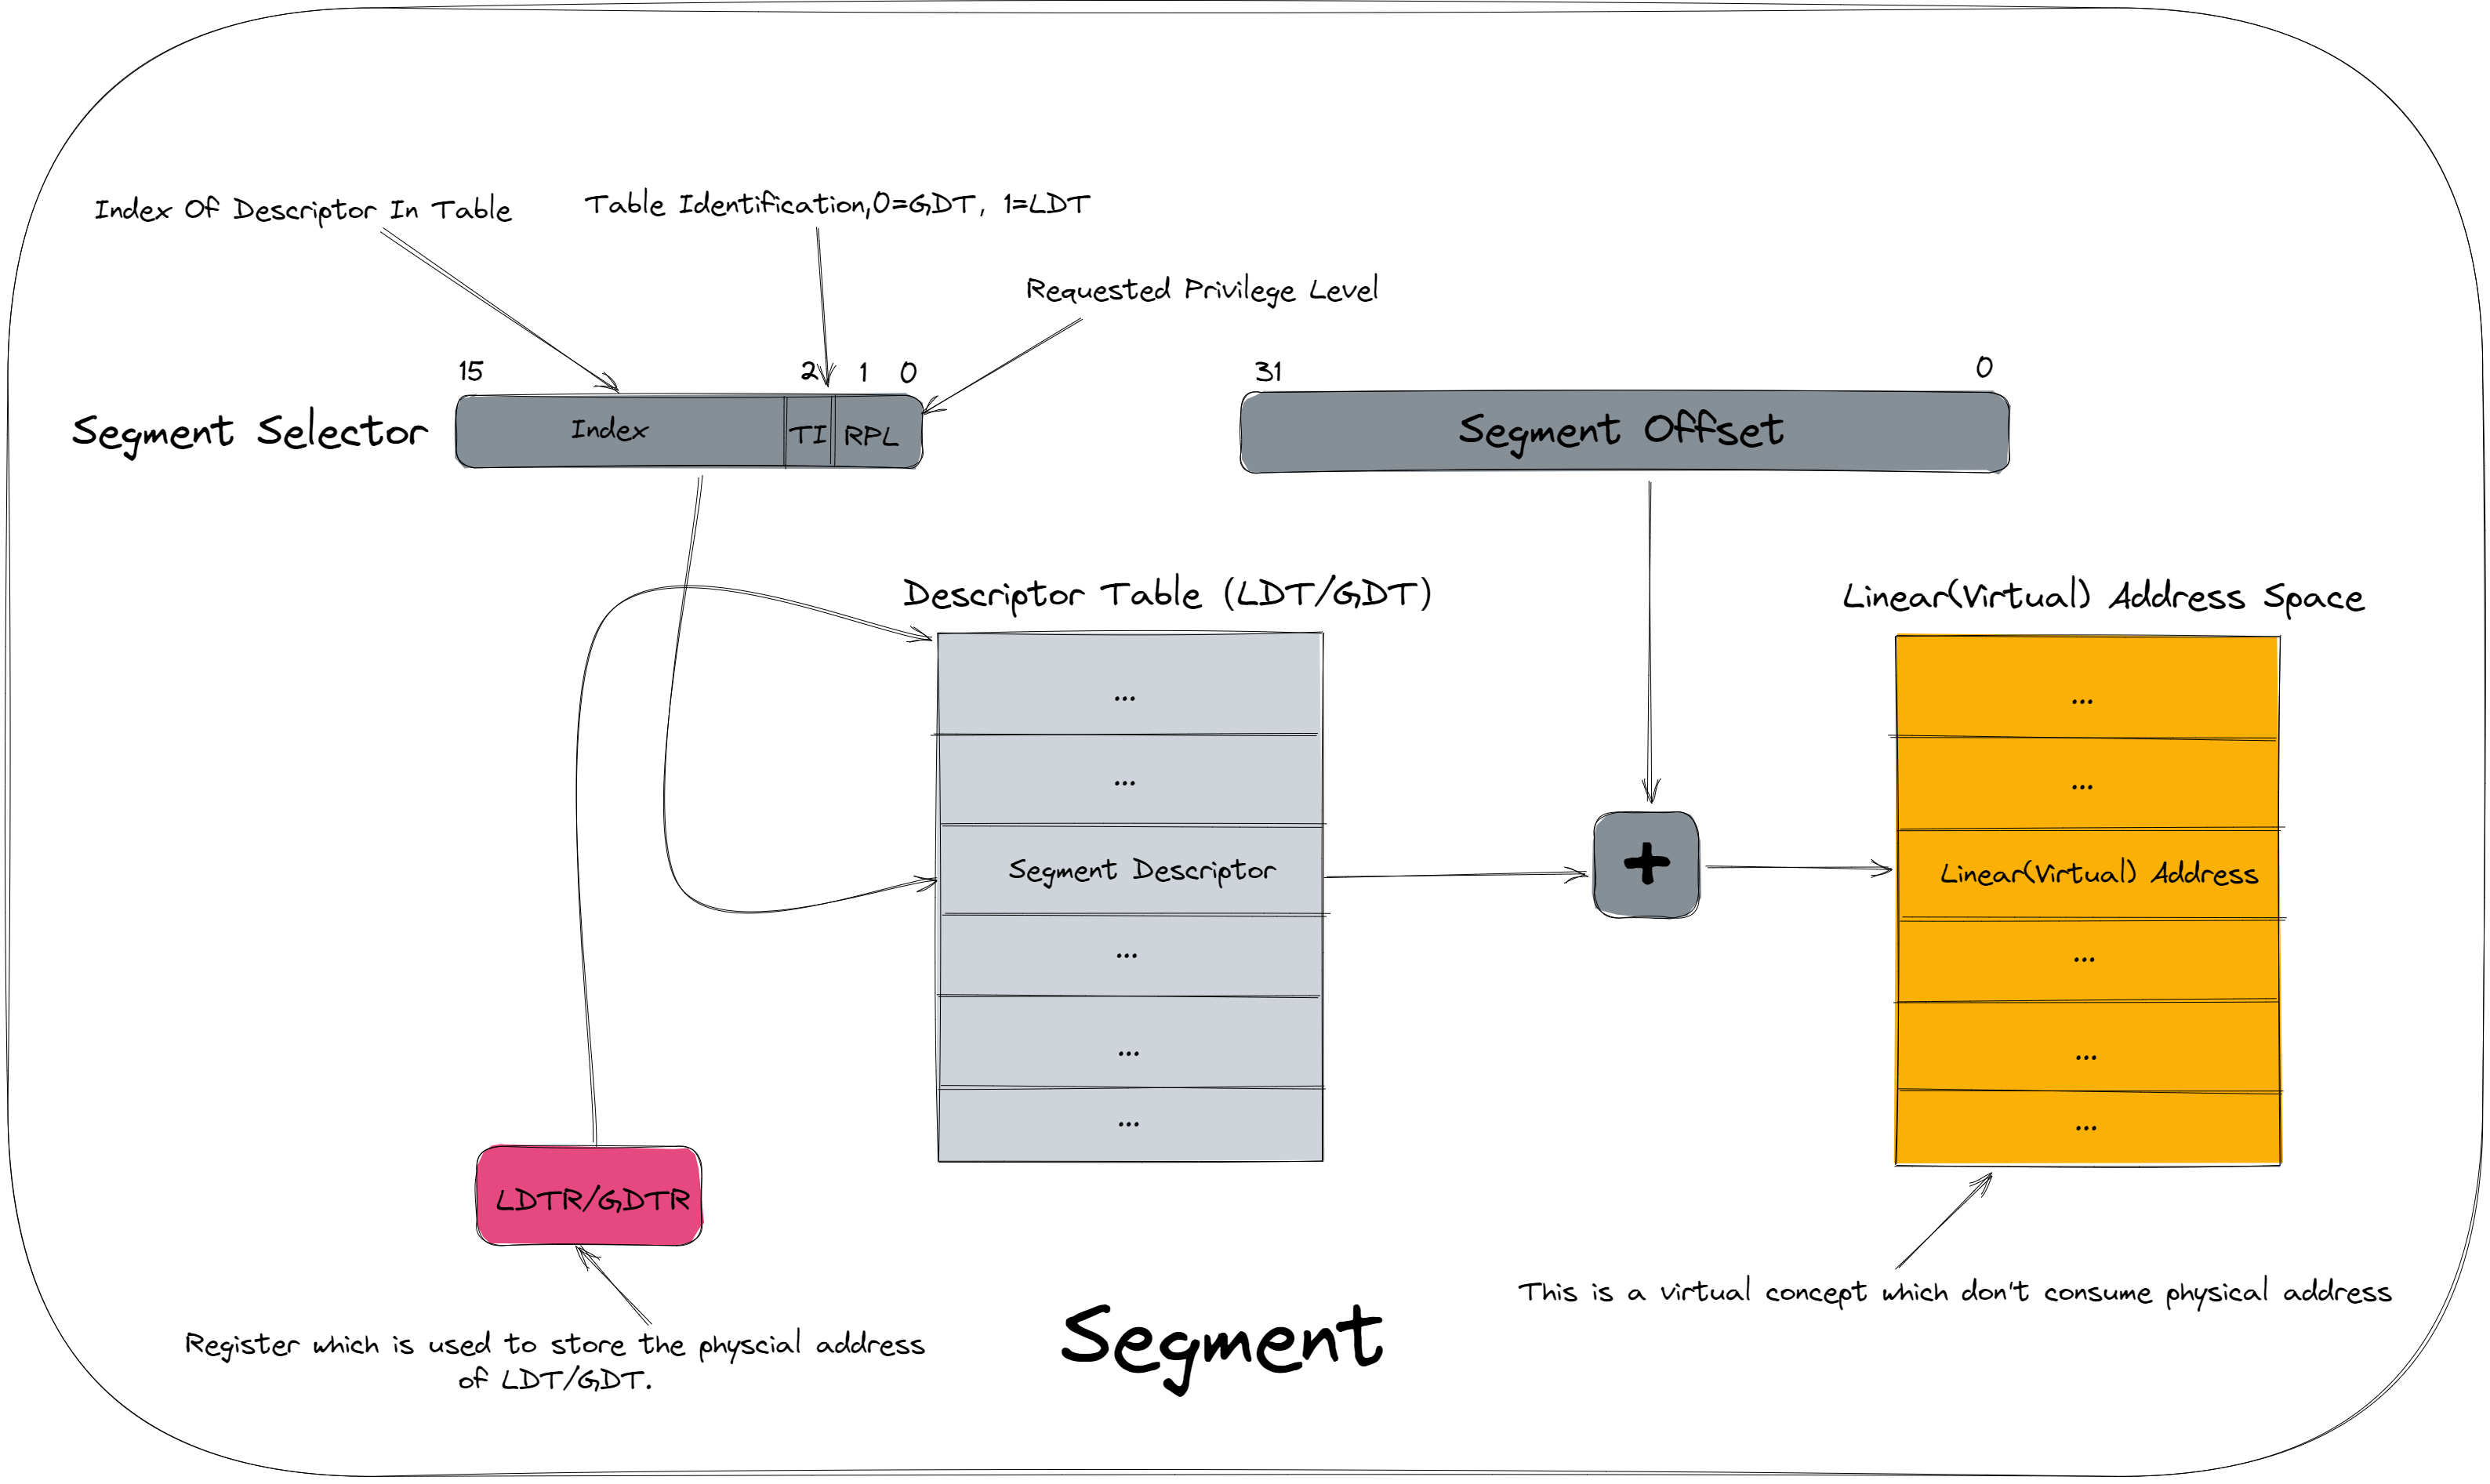 Index Of Descriptor In Table
Table Identification,0=GDT, 1=LDT
Requested Privilege Level
15
2
1
0
31
0
Segment Selector
Index
TI
RPL
Segment Offset
Descriptor Table (LDT/GDT)
Linear(Virtual) Address Space
...
...
Segment Descriptor
...
...
...
+
...
...
Linear(Virtual) Address
...
...
...
LDTR/GDTR
Register which is used to store the physcial address
of LDT/GDT.
This is a virtual concept which don't consume physical address
Segment